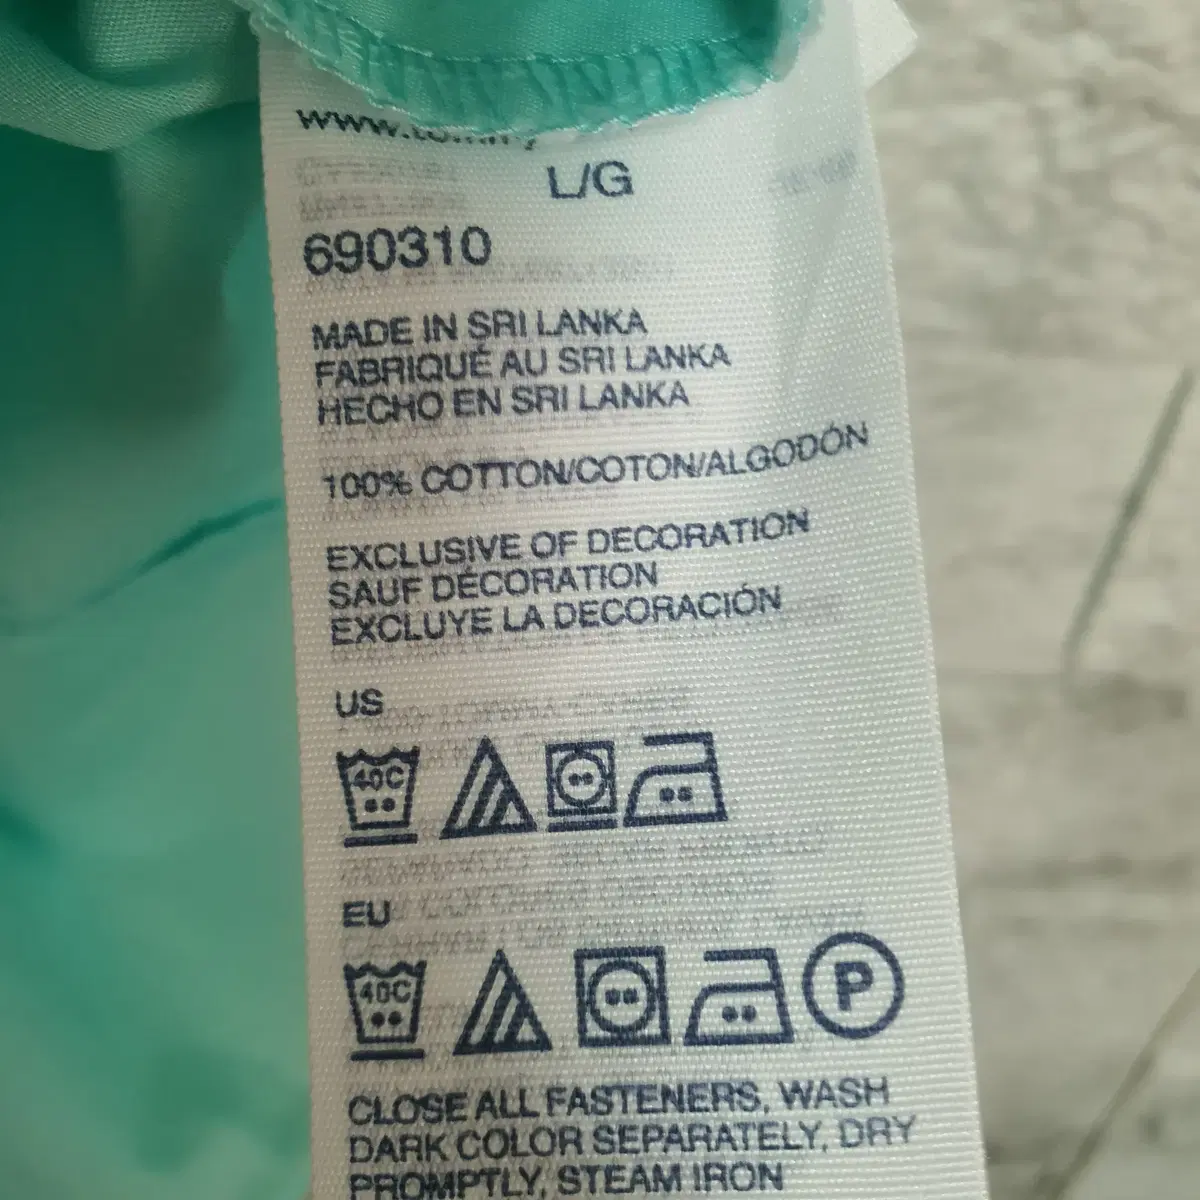 L/G
690310
MADE IN SRI LANKA
FABRIQUÉ AU SRI LANKA
HECHO EN SRI LANKA
100% COTTON/COTON/ALGODÓN
EXCLUSIVE OF DECORATION
SAUF DÉCORATION
EXCLUYE LA DECORACIÓN
US
40C
EU
40C
P
CLOSE ALL FASTENERS, WASH
DARK COLOR SEPARATELY, DRY
PROMPTLY, STEAM IRON